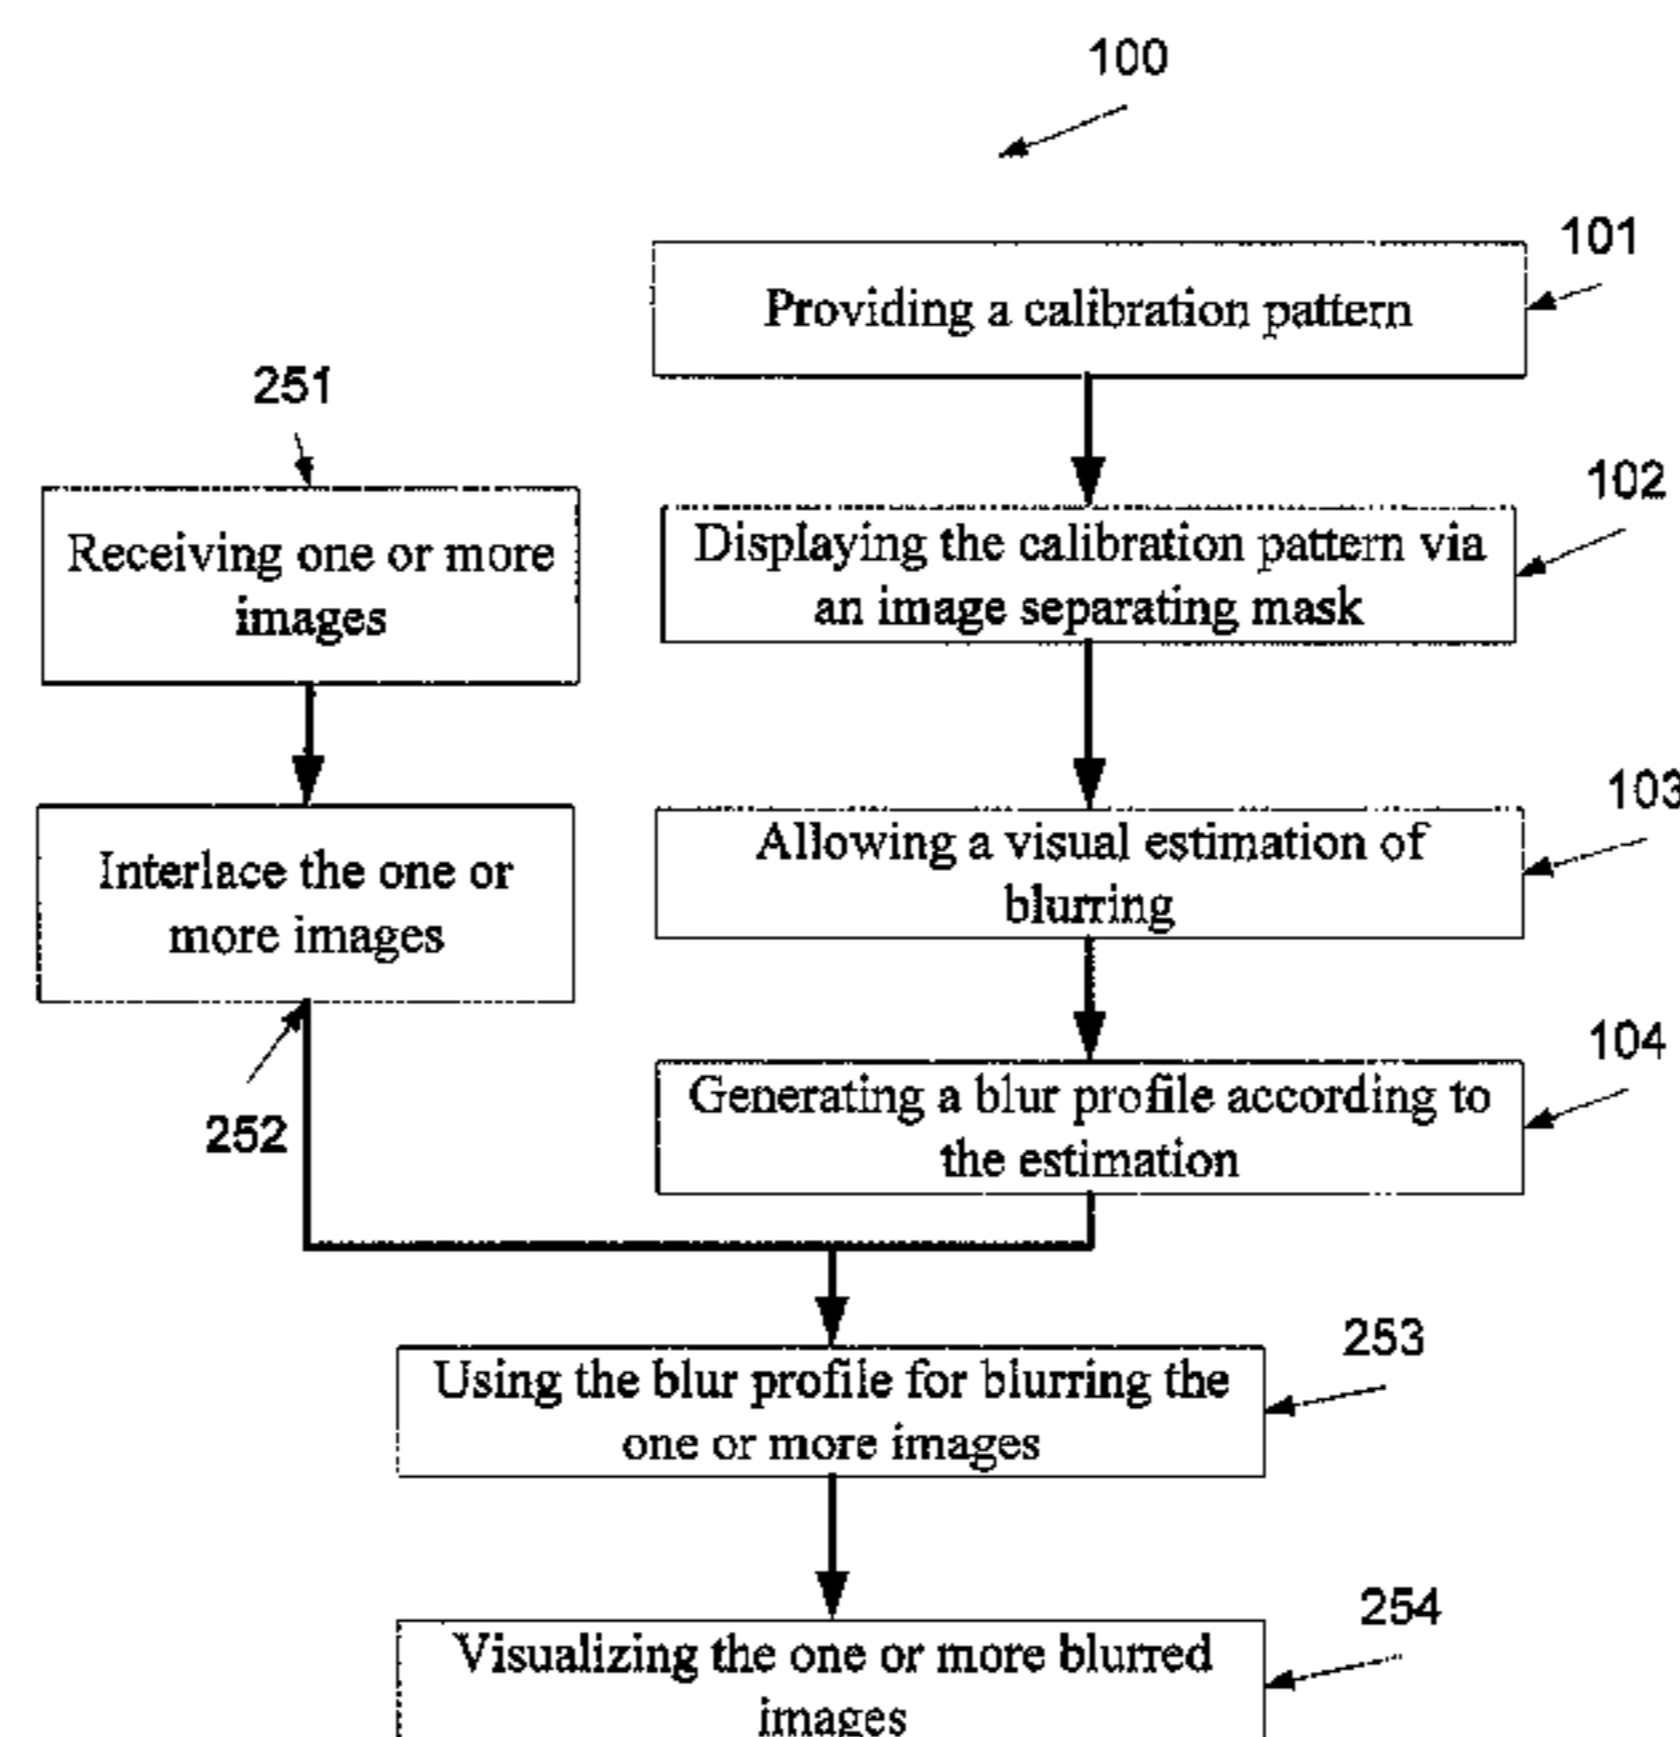 100
101
Providing a calibration pattern
251
102
Receiving one or more
images
Displaying the calibration pattern via
an image separating mask
103
Interlace the one or
more images
Allowing a visual estimation of
blurring
252
104
Generating a blur profile according to
the estimation
253
Using the blur profile for blurring the
one or more images
254
Visualizing the one or more blurred
images